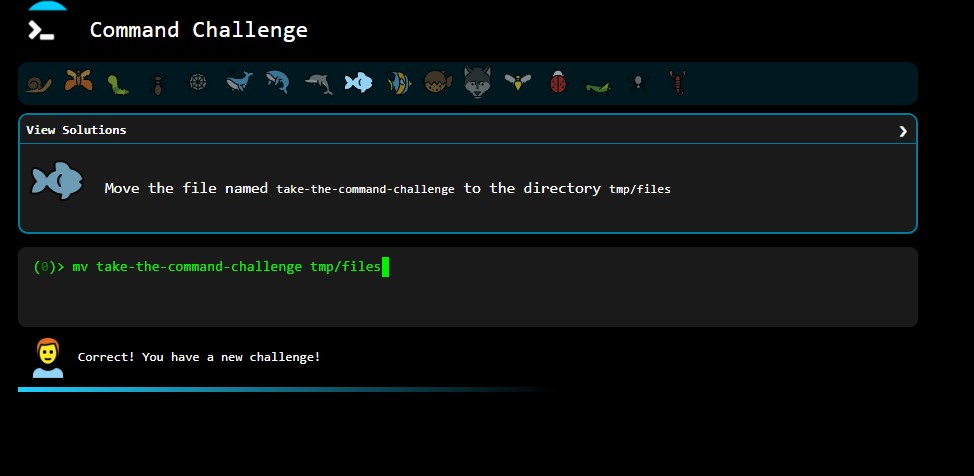 Command Challenge
View Solutions
Move the file named take-the-command-challenge to the directory tmp/files
(0)> mv take-the-command-challenge tmp/files
Correct! You have a new challenge!